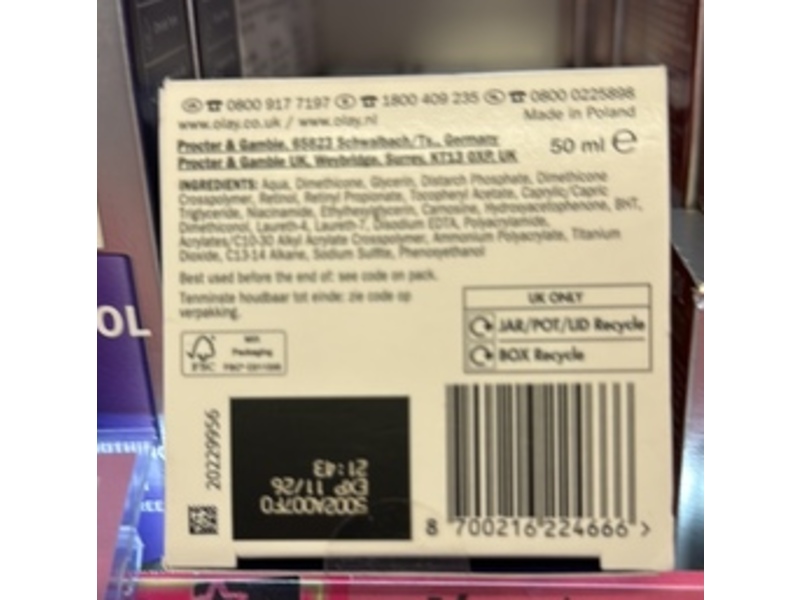 0800 917 7197 1800 409 235 0800 0225898
www.olay.co.uk / www.olay.nl
Made in Poland
Procter & Gamble, 65823 Schwalbach/Ts., Germany
Procter & Gamble UK, Weybridge, Surrey, KT13 0XP, UK
50 ml e
INGREDIENTS: Aqua, Dimethicone, Glycerin, Distarch Phosphate, Dimethicone
Crosspolymer, Retinol, Retinyl Propionate, Tocopheryl Acetate, Caprylic/Capric
Triglyceride, Niacinamide, Ethylhexylglycerin, Carnosine, Hydroxyacetophenone, BHT,
Dimethiconol, Laureth-4, Laureth-7, Disodium EDTA, Polyacrylamide,
Acrylates/C10-30 Alkyl Acrylate Crosspolymer, Ammonium Polyacrylate, Titanium
Dioxide, C13-14 Alkane, Sodium Sulfite, Phenoxyethanol
Best used before the end of: see code on pack.
Tenminste houdbaar tot einde: zie code op
verpakking.
UK ONLY
JAR/POT/LID Recycle
BOX Recycle
MIX
Packaging
FSC
OL
20229956
5002A007F0
EXP 11/26
21:43
8 700216 224666 >